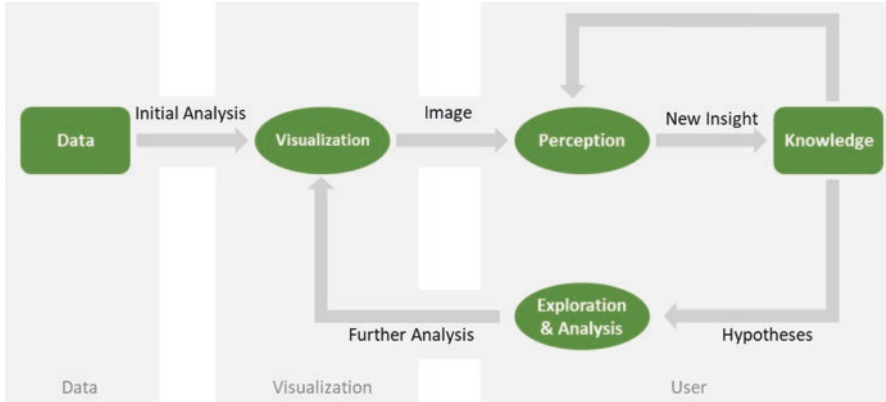 Initial Analysis
Image
New Insight
Data
Visualization
Perception
Knowledge
Exploration
& Analysis
Further Analysis
Hypotheses
Data
Visualization
User